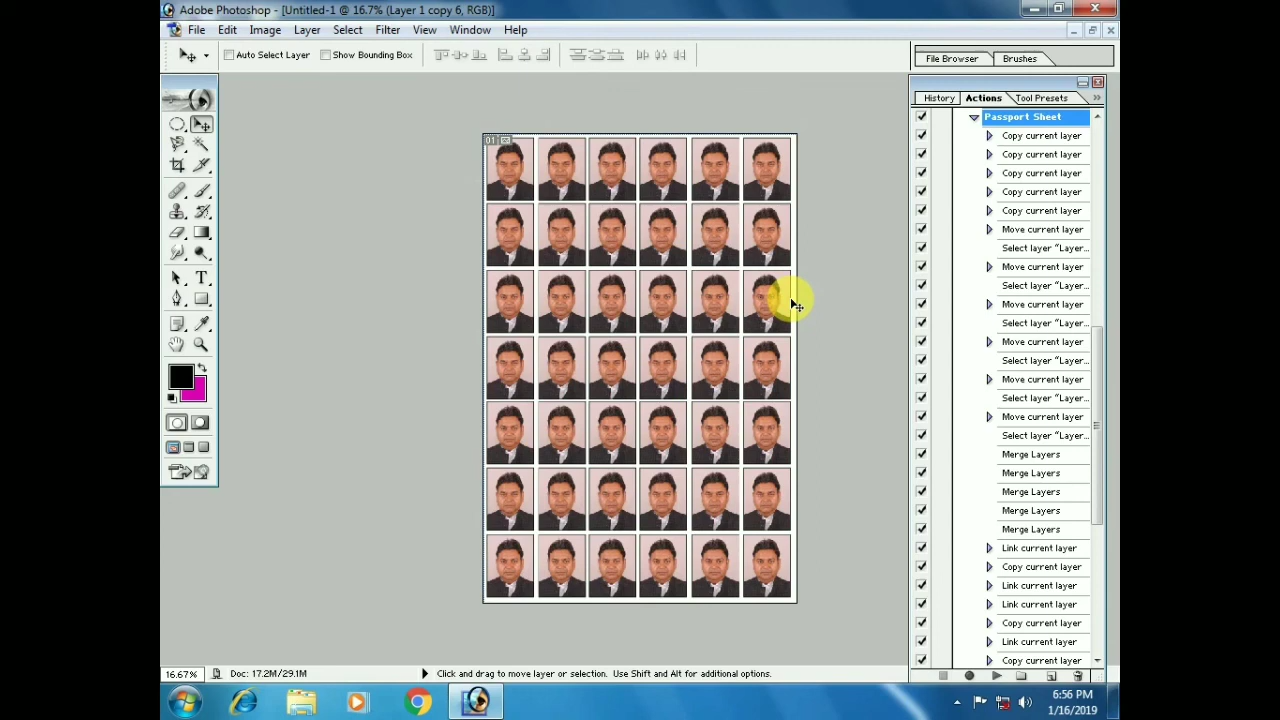 Adobe Photoshop - [Untitled-1 @ 16.7% (Layer 1 copy 6, RGB)]
File Edit Image Layer Select Filter View Window Help
Auto Select Layer Show Bounding Box
File Browser Brushes
History Actions Tool Presets
Passport Sheet
Copy current layer
Copy current layer
Copy current layer
Copy current layer
Copy current layer
Move current layer
Select layer "Layer...
Move current layer
Select layer "Layer...
Move current layer
Select layer "Layer...
Move current layer
Select layer "Layer...
Move current layer
Select layer "Layer...
Move current layer
Select layer "Layer...
Merge Layers
Merge Layers
Merge Layers
Merge Layers
Merge Layers
Link current layer
Copy current layer
Link current layer
Link current layer
Copy current layer
Link current layer
Copy current layer
01
T
16.67% Doc: 17.2M/29.1M Click and drag to move layer or selection. Use Shift and Alt for additional options.
6:56 PM
1/16/2019